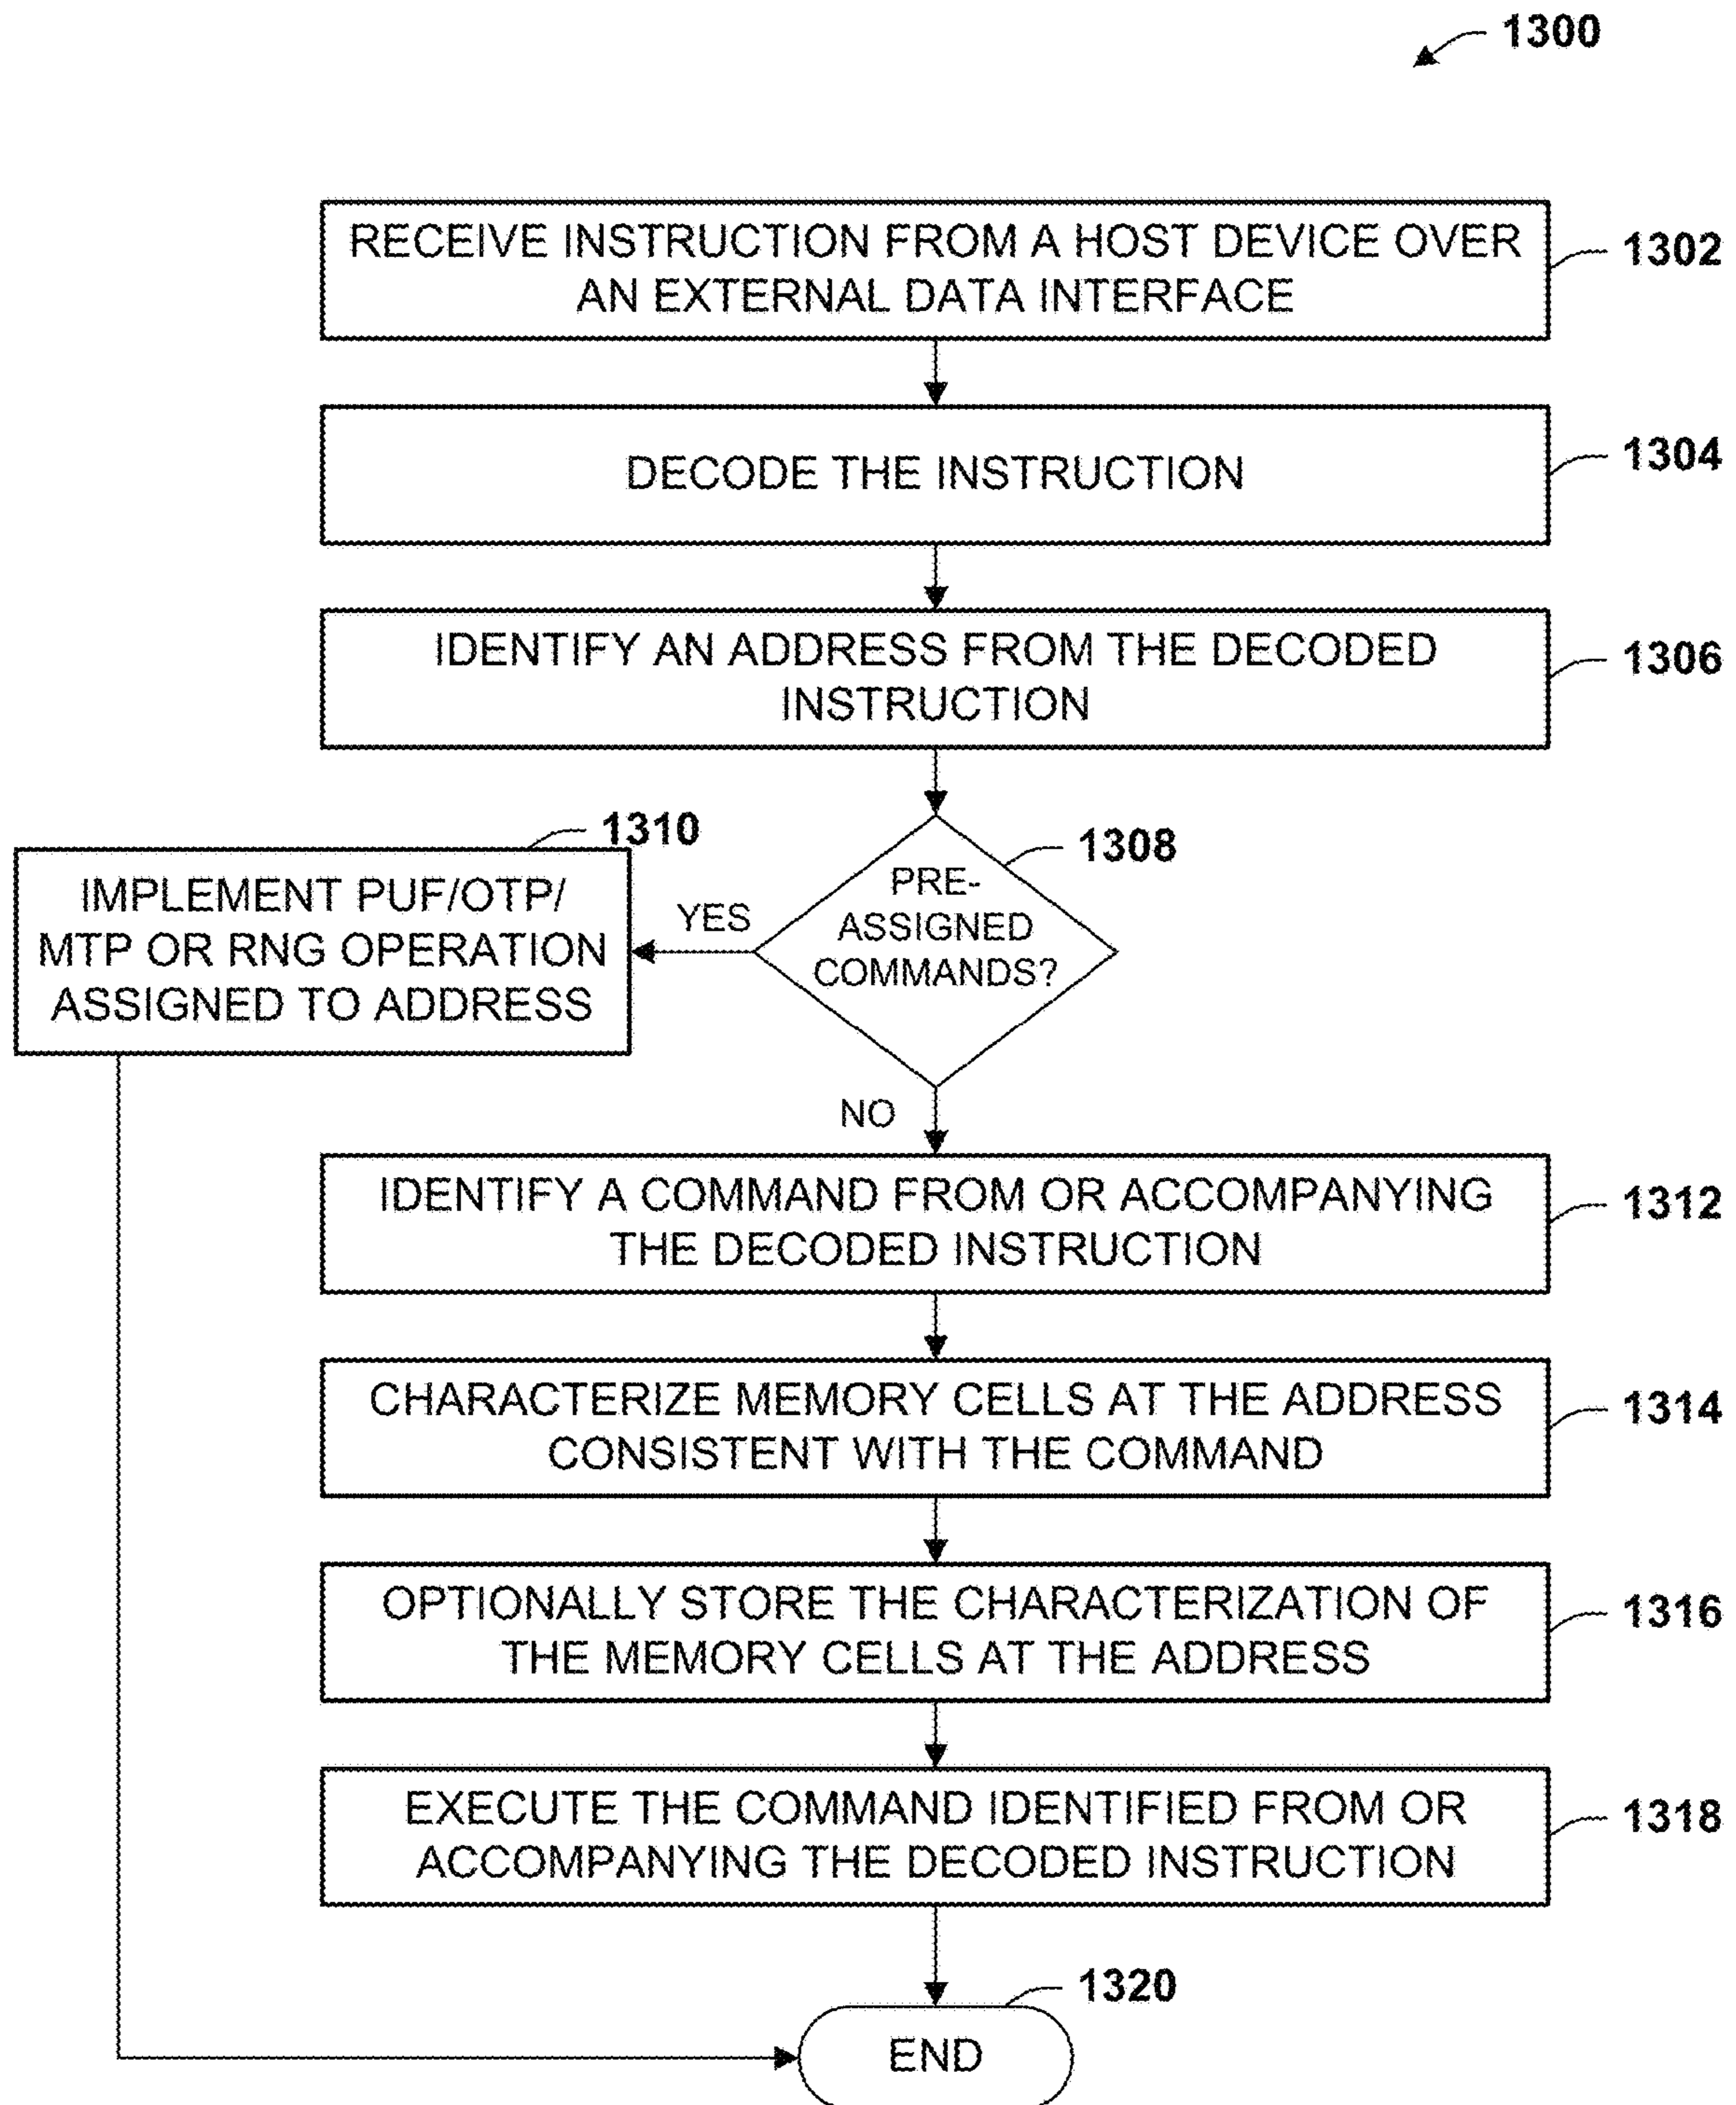 1300
RECEIVE INSTRUCTION FROM A HOST DEVICE OVER
AN EXTERNAL DATA INTERFACE
1302
DECODE THE INSTRUCTION
1304
IDENTIFY AN ADDRESS FROM THE DECODED
INSTRUCTION
1306
1310
IMPLEMENT PUF/OTP/
MTP OR RNG OPERATION
ASSIGNED TO ADDRESS
YES
1308
PRE-
ASSIGNED
COMMANDS?
NO
IDENTIFY A COMMAND FROM OR ACCOMPANYING
THE DECODED INSTRUCTION
1312
CHARACTERIZE MEMORY CELLS AT THE ADDRESS
CONSISTENT WITH THE COMMAND
1314
OPTIONALLY STORE THE CHARACTERIZATION OF
THE MEMORY CELLS AT THE ADDRESS
1316
EXECUTE THE COMMAND IDENTIFIED FROM OR
ACCOMPANYING THE DECODED INSTRUCTION
1318
1320
END